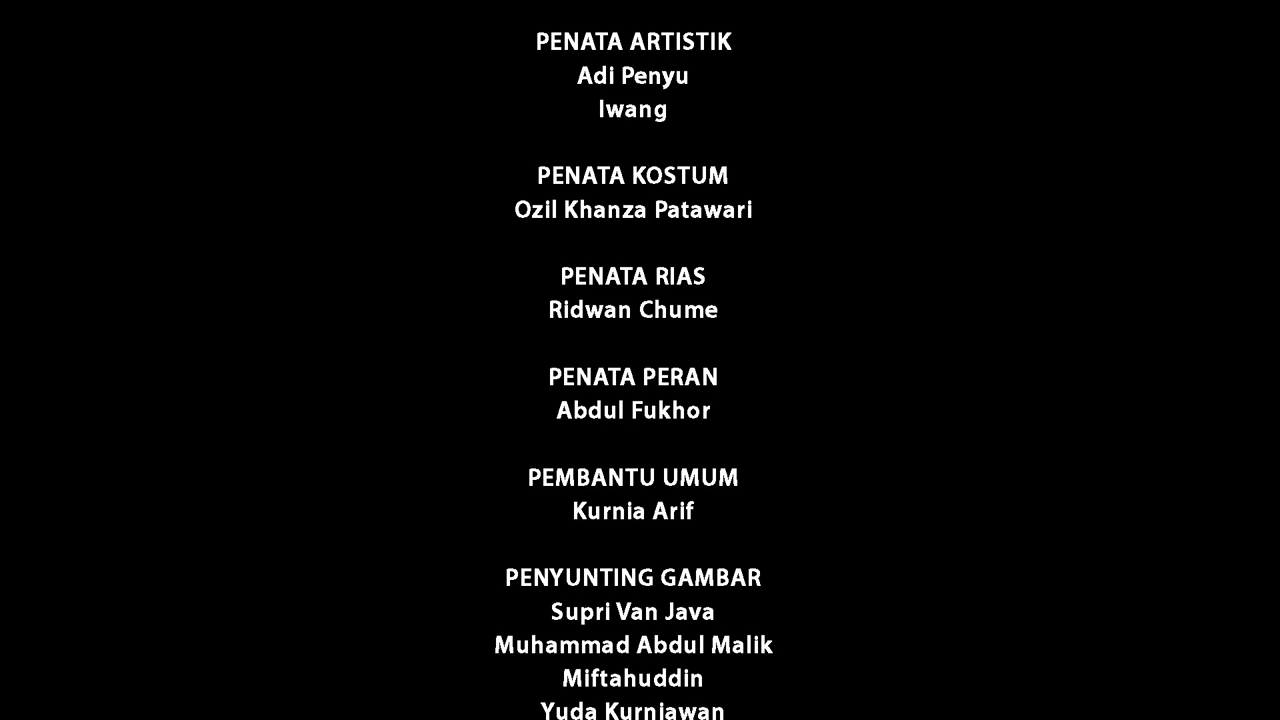 PENATA ARTISTIK
Adi Penyu
Iwang
PENATA KOSTUM
Ozil Khanza Patawari
PENATA RIAS
Ridwan Chume
PENATA PERAN
Abdul Fukhor
PEMBANTU UMUM
Kurnia Arif
PENYUNTING GAMBAR
Supri Van Java
Muhammad Abdul Malik
Miftahuddin
Yuda Kurniawan